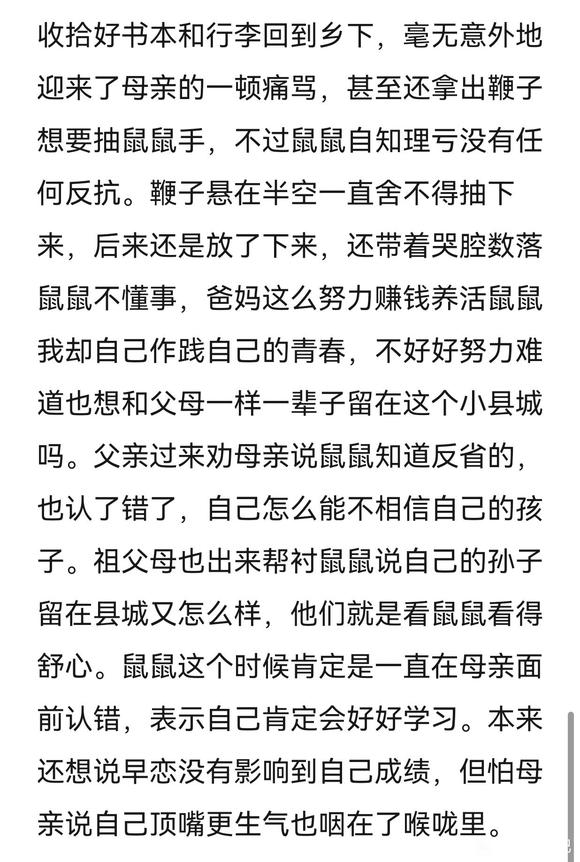 收拾好书本和行李回到乡下，毫无意外地
迎来了母亲的一顿痛骂，甚至还拿出鞭子
想要抽鼠鼠手，不过鼠鼠自知理亏没有任
何反抗。鞭子悬在半空一直舍不得抽下
来，后来还是放了下来，还带着哭腔数落
鼠鼠不懂事，爸妈这么努力赚钱养活鼠鼠
我却自己作践自己的青春，不好好努力难
道也想和父母一样一辈子留在这个小县城
吗。父亲过来劝母亲说鼠鼠知道反省的，
也认了错了，自己怎么能不相信自己的孩
子。祖父母也出来帮衬鼠鼠说自己的孙子
留在县城又怎么样，他们就是看鼠鼠看得
舒心。鼠鼠这个时候肯定是一直在母亲面
前认错，表示自己肯定会好好学习。本来
还想说早恋没有影响到自己成绩，但怕母
亲说自己顶嘴更生气也咽在了喉咙里。